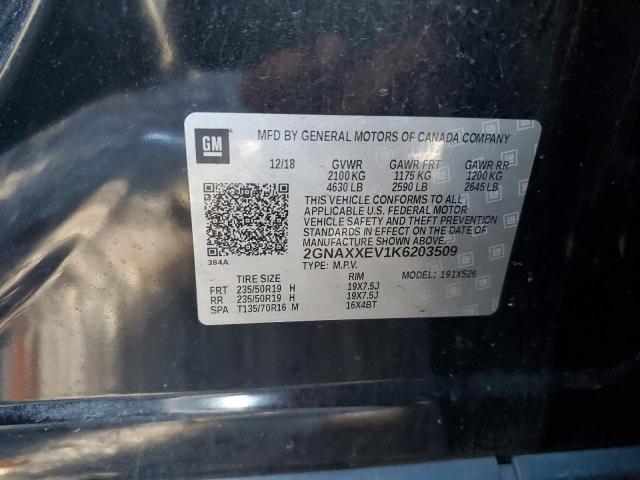 GM
MFD BY GENERAL MOTORS OF CANADA COMPANY
12/18 GVWR GAWR FRT GAWR RR
2100 KG 1175 KG 1200 KG
4630 LB 2590 LB 2645 LB
THIS VEHICLE CONFORMS TO ALL
APPLICABLE U.S. FEDERAL MOTOR
VEHICLE SAFETY AND THEFT PREVENTION
STANDARDS IN EFFECT ON THE DATE OF
MANUFACTURE SHOWN ABOVE.
384A 2GNAXXEV1K6203509
TYPE: M.P.V. MODEL: 191XS26
TIRE SIZE RIM
FRT 235/50R19 H 19X7.5J
RR 235/50R19 H 19X7.5J
SPA T135/70R16 M 16X4BT